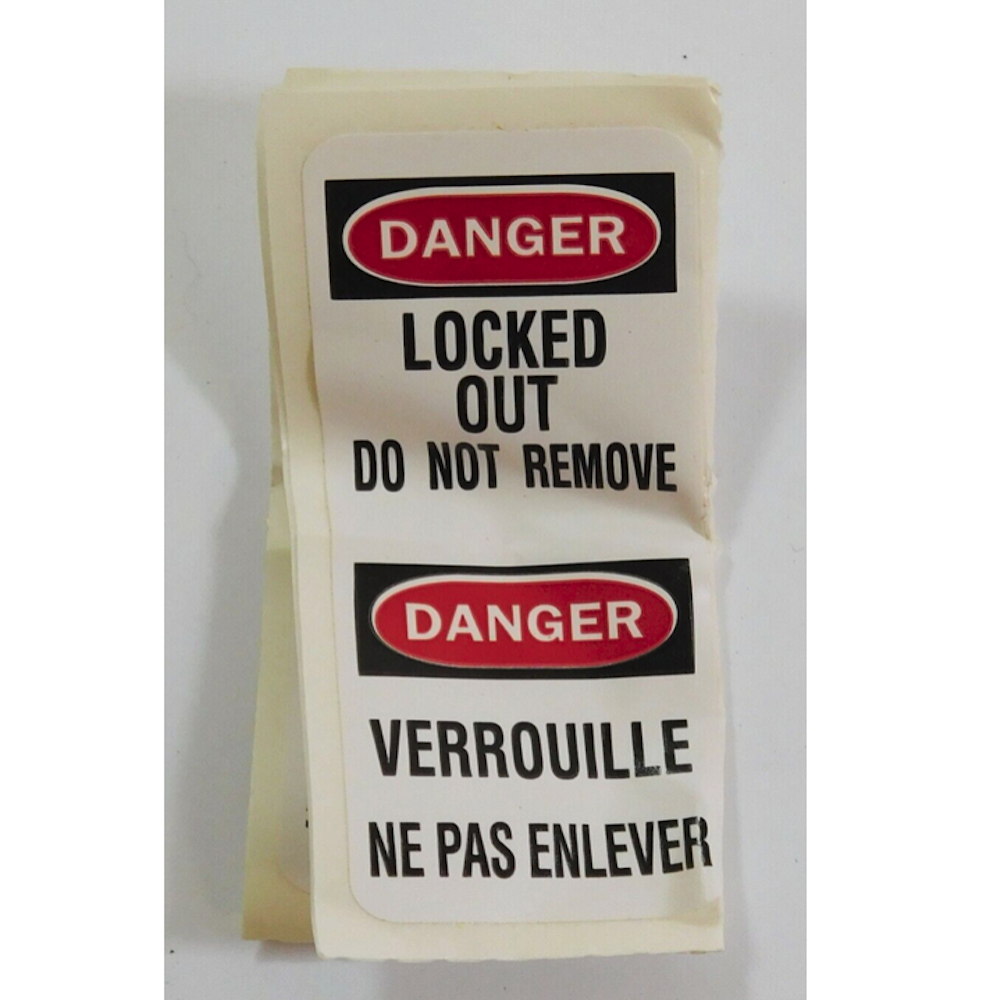 DANGER
LOCKED
OUT
DO NOT REMOVE
DANGER
VERROUILLE
NE PAS ENLEVER